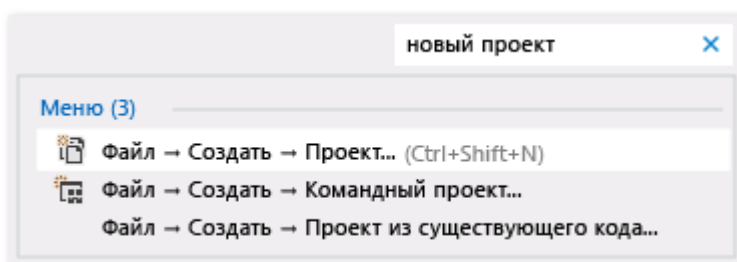 новый проект
Меню (3)
Файл → Создать → Проект... (Ctrl+Shift+N)
Файл → Создать → Командный проект...
Файл → Создать → Проект из существующего кода...